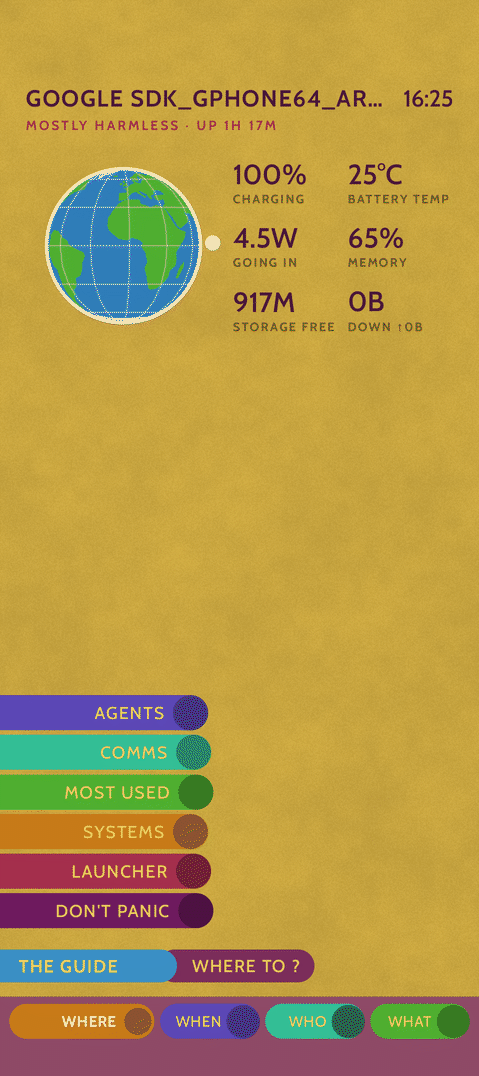 GOOGLE SDK_GPHONE64_AR... 16:25
MOSTLY HARMLESS · UP 1H 17M
100% 25°C
CHARGING BATTERY TEMP
4.5W 65%
GOING IN MEMORY
917M 0B
STORAGE FREE DOWN ↑0B
AGENTS
COMMS
MOST USED
SYSTEMS
LAUNCHER
DON'T PANIC
THE GUIDE WHERE TO ?
WHERE WHEN WHO WHAT